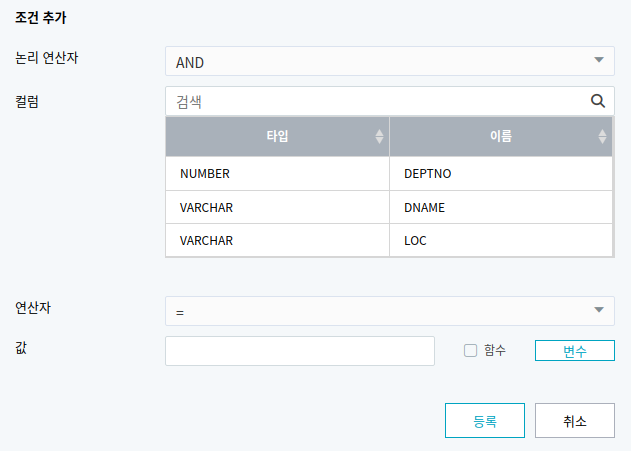 조건 추가
논리 연산자
AND
컬럼
검색
타입 이름
NUMBER DEPTNO
VARCHAR DNAME
VARCHAR LOC
연산자
=
값
함수
변수
등록
취소